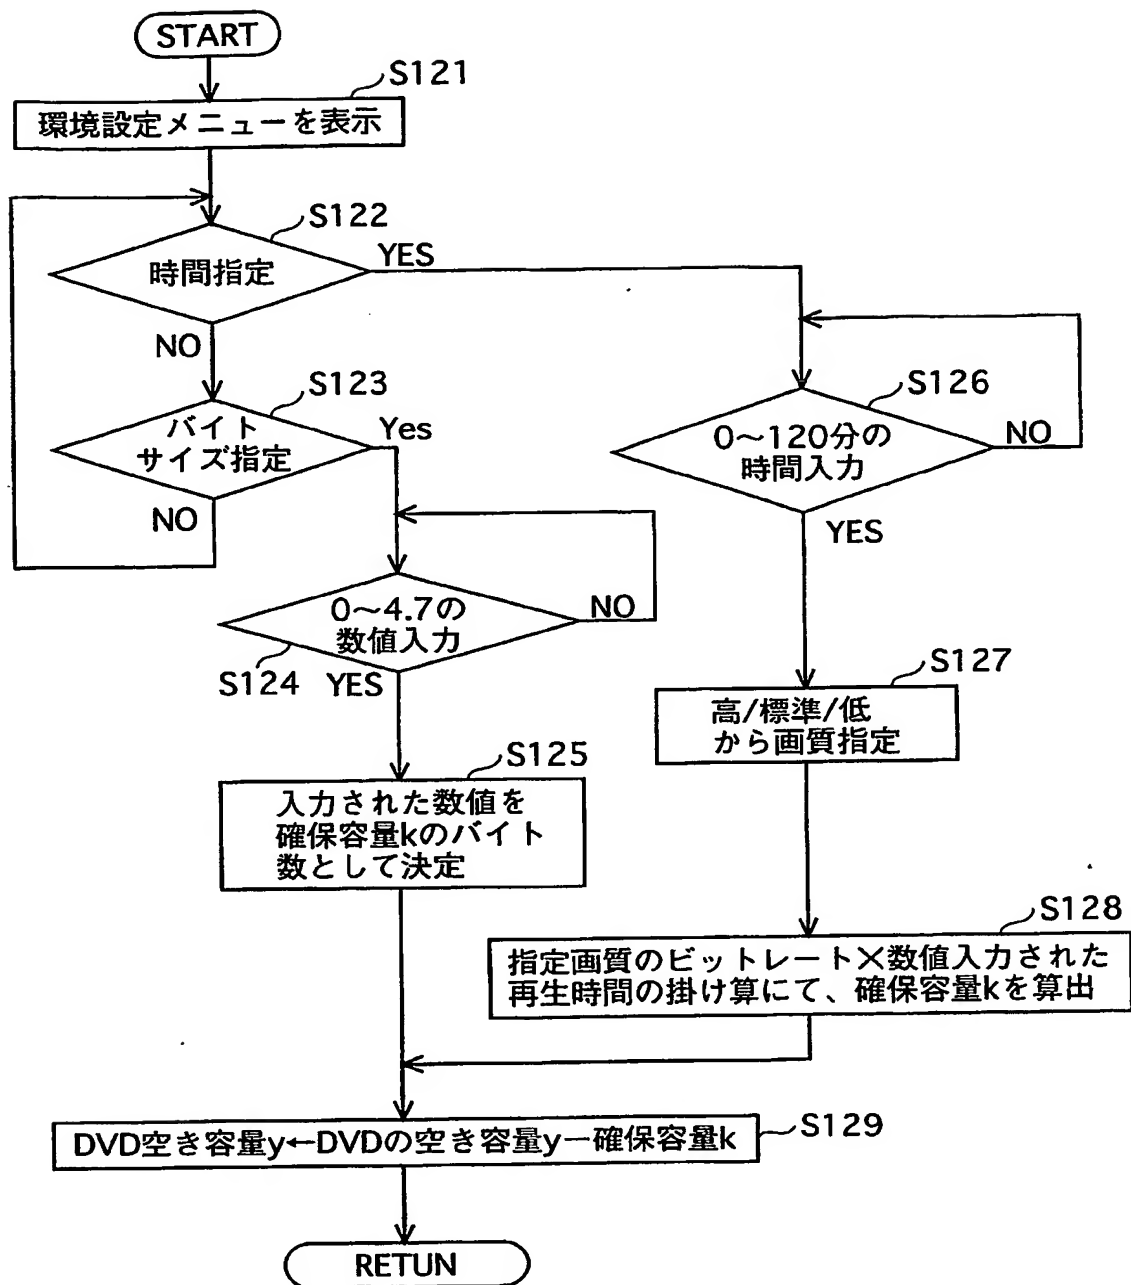 START
S121
環境設定メニューを表示
S122
時間指定
YES
NO
S123
バイト
サイズ指定
Yes
NO
S126
0〜120分の
時間入力
NO
YES
0〜4.7の
数値入力
NO
S124
YES
S127
高/標準/低
から画質指定
S125
入力された数値を
確保容量kのバイト
数として決定
S128
指定画質のビットレート×数値入力された
再生時間の掛け算にて、確保容量kを算出
DVD空き容量y←DVDの空き容量y−確保容量k
S129
RETUN